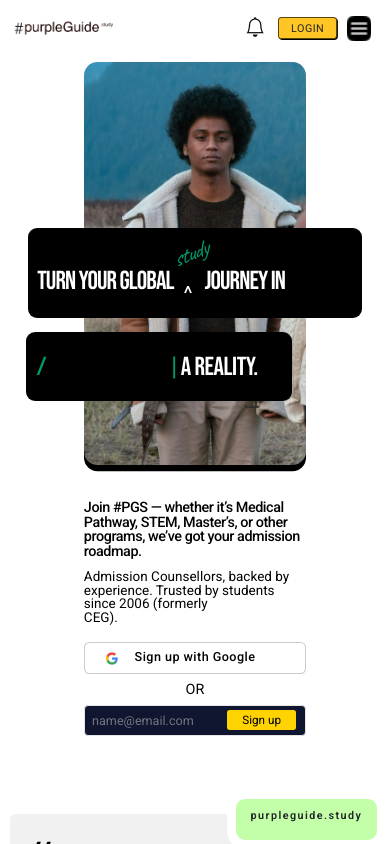 #purpleGuide study
LOGIN
study
TURN YOUR GLOBAL ^ JOURNEY IN
/ | A REALITY.
Join #PGS — whether it’s Medical
Pathway, STEM, Master’s, or other
programs, we’ve got your admission
roadmap.
Admission Counsellors, backed by
experience. Trusted by students
since 2006 (formerly
CEG).
Sign up with Google
OR
name@email.com
Sign up
purpleguide.study